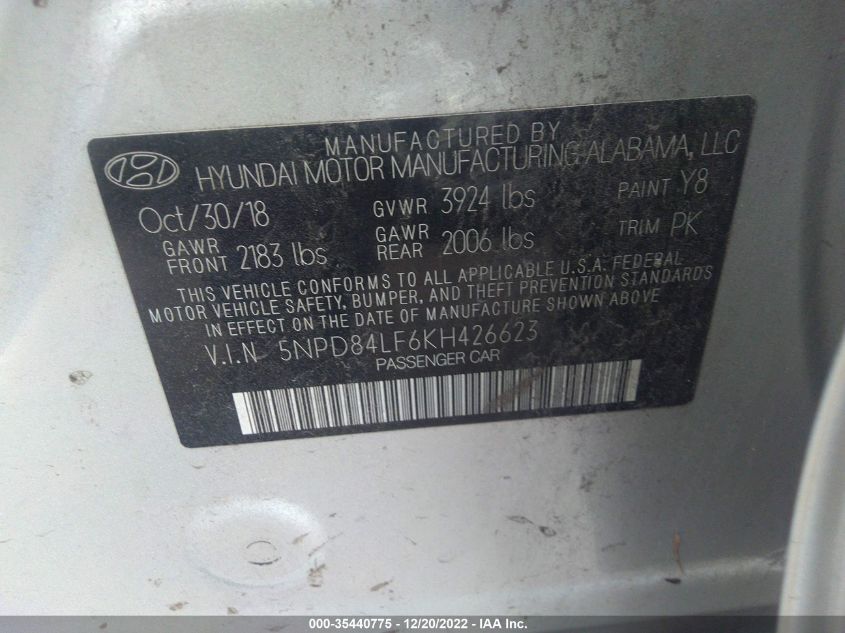 MANUFACTURED BY
HYUNDAI MOTOR MANUFACTURING ALABAMA, LLC
Oct/30/18 GVWR 3924 lbs PAINT Y8
GAWR FRONT 2183 lbs GAWR REAR 2006 lbs TRIM PK
THIS VEHICLE CONFORMS TO ALL APPLICABLE U.S.A. FEDERAL
MOTOR VEHICLE SAFETY, BUMPER, AND THEFT PREVENTION STANDARDS
IN EFFECT ON THE DATE OF MANUFACTURE SHOWN ABOVE
V.I.N 5NPD84LF6KH426623
PASSENGER CAR
000-35440775 - 12/20/2022 - IAA Inc.